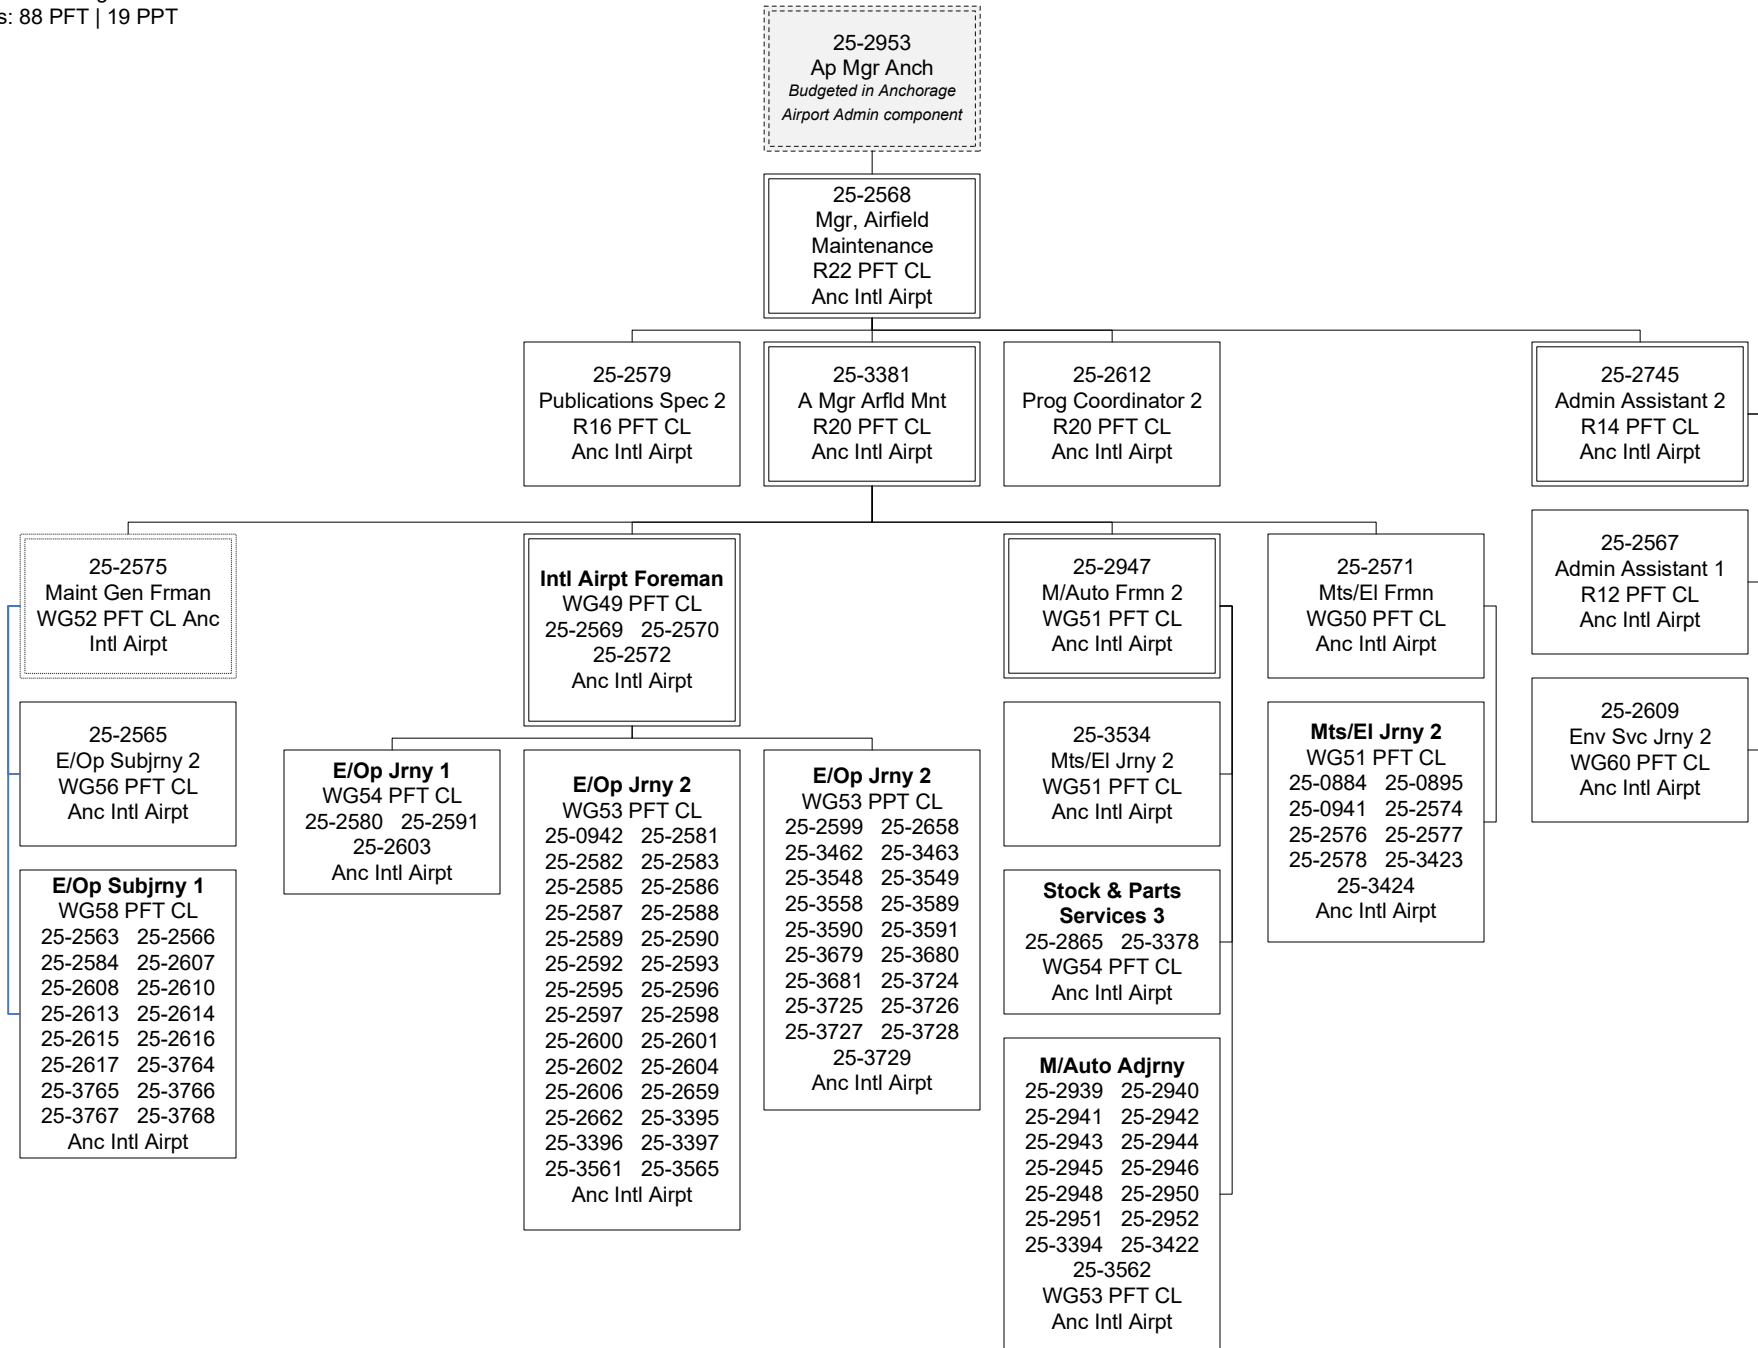 s: 88 PFT | 19 PPT
25-2953
Ap Mgr Anch
Budgeted in Anchorage
Airport Admin component
25-2568
Mgr, Airfield
Maintenance
R22 PFT CL
Anc Intl Airpt
25-2579
Publications Spec 2
R16 PFT CL
Anc Intl Airpt
25-3381
A Mgr Arfld Mnt
R20 PFT CL
Anc Intl Airpt
25-2612
Prog Coordinator 2
R20 PFT CL
Anc Intl Airpt
25-2745
Admin Assistant 2
R14 PFT CL
Anc Intl Airpt
25-2575
Maint Gen Frman
WG52 PFT CL Anc
Intl Airpt
Intl Airpt Foreman
WG49 PFT CL
25-2569 25-2570
25-2572
Anc Intl Airpt
25-2947
M/Auto Frmn 2
WG51 PFT CL
Anc Intl Airpt
25-2571
Mts/El Frmn
WG50 PFT CL
Anc Intl Airpt
25-2567
Admin Assistant 1
R12 PFT CL
Anc Intl Airpt
25-2565
E/Op Subjrny 2
WG56 PFT CL
Anc Intl Airpt
E/Op Jrny 1
WG54 PFT CL
25-2580 25-2591
25-2603
Anc Intl Airpt
E/Op Jrny 2
WG53 PFT CL
25-0942 25-2581
25-2582 25-2583
25-2585 25-2586
25-2587 25-2588
25-2589 25-2590
25-2592 25-2593
25-2595 25-2596
25-2597 25-2598
25-2600 25-2601
25-2602 25-2604
25-2606 25-2659
25-2662 25-3395
25-3396 25-3397
25-3561 25-3565
Anc Intl Airpt
E/Op Jrny 2
WG53 PPT CL
25-2599 25-2658
25-3462 25-3463
25-3548 25-3549
25-3558 25-3589
25-3590 25-3591
25-3679 25-3680
25-3681 25-3724
25-3725 25-3726
25-3727 25-3728
25-3729
Anc Intl Airpt
25-3534
Mts/El Jrny 2
WG51 PFT CL
Anc Intl Airpt
Mts/El Jrny 2
WG51 PFT CL
25-0884 25-0895
25-0941 25-2574
25-2576 25-2577
25-2578 25-3423
25-3424
Anc Intl Airpt
25-2609
Env Svc Jrny 2
WG60 PFT CL
Anc Intl Airpt
E/Op Subjrny 1
WG58 PFT CL
25-2563 25-2566
25-2584 25-2607
25-2608 25-2610
25-2613 25-2614
25-2615 25-2616
25-2617 25-3764
25-3765 25-3766
25-3767 25-3768
Anc Intl Airpt
Stock & Parts
Services 3
25-2865 25-3378
WG54 PFT CL
Anc Intl Airpt
M/Auto Adjrny
25-2939 25-2940
25-2941 25-2942
25-2943 25-2944
25-2945 25-2946
25-2948 25-2950
25-2951 25-2952
25-3394 25-3422
25-3562
WG53 PFT CL
Anc Intl Airpt